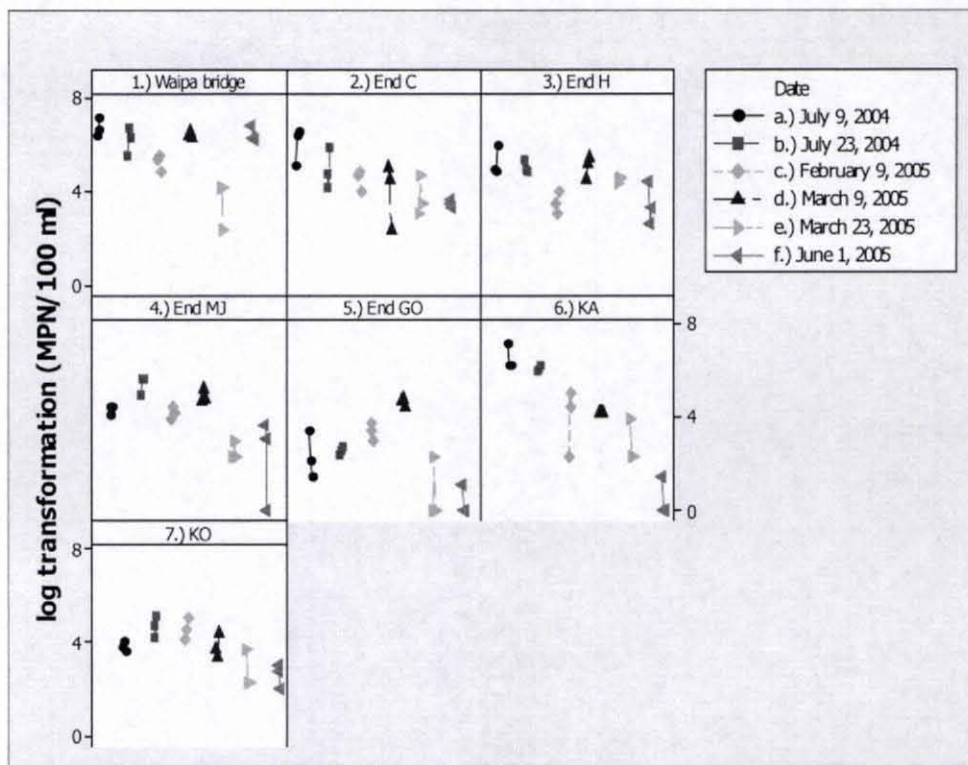 log transformation (MPN/100 ml)
1.) Waipa bridge
2.) End C
3.) End H
8
4
0
Date
a.) July 9, 2004
b.) July 23, 2004
c.) February 9, 2005
d.) March 9, 2005
e.) March 23, 2005
f.) June 1, 2005
4.) End MJ
5.) End GO
6.) KA
8
4
0
7.) KO
8
4
0